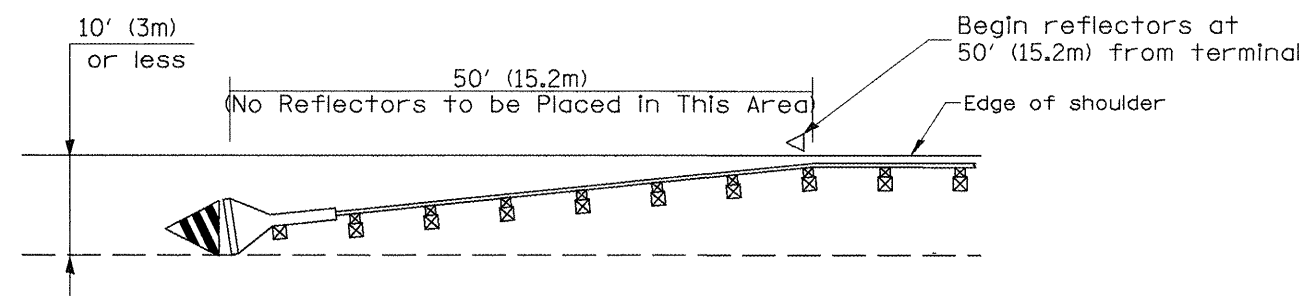 10' (3m)
or less
Begin reflectors at
50' (15.2m) from terminal
50' (15.2m)
(No Reflectors to be Placed in This Area)
Edge of shoulder